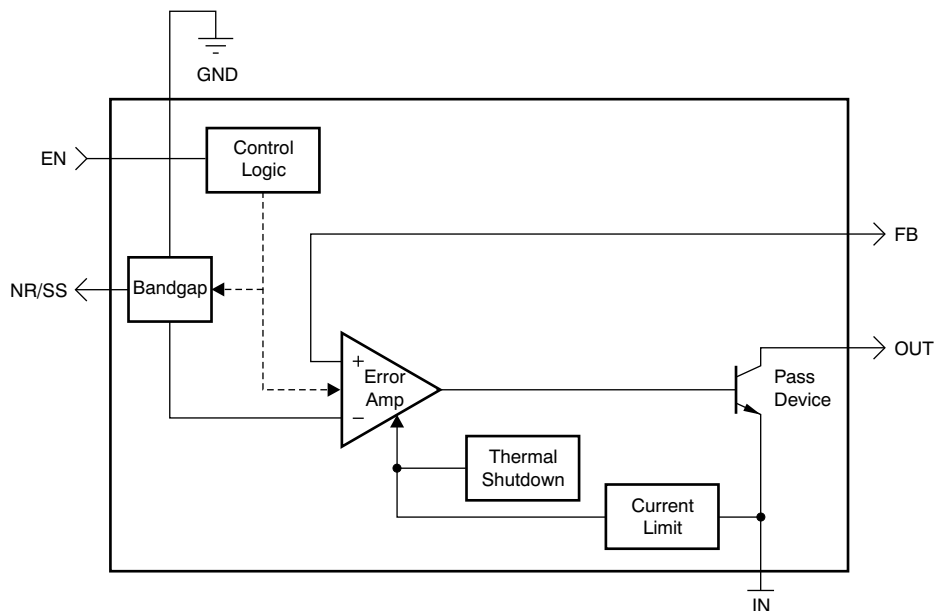 GND
EN
Control
Logic
FB
NR/SS
Bandgap
OUT
+
Error
Amp
−
Pass
Device
Thermal
Shutdown
Current
Limit
IN